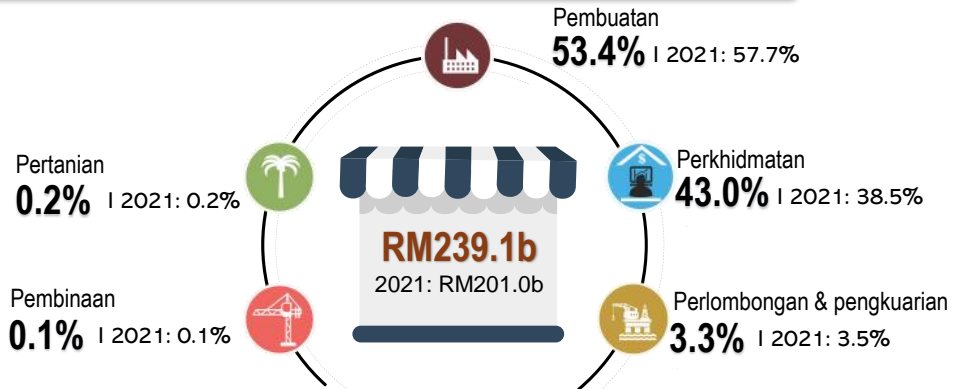 Pembuatan
53.4% I 2021: 57.7%
Pertanian
0.2% I 2021: 0.2%
Perkhidmatan
43.0% I 2021: 38.5%
$
RM239.1b
2021: RM201.0b
Pembinaan
0.1% I 2021: 0.1%
Perlombongan & pengkuarian
3.3% I 2021: 3.5%